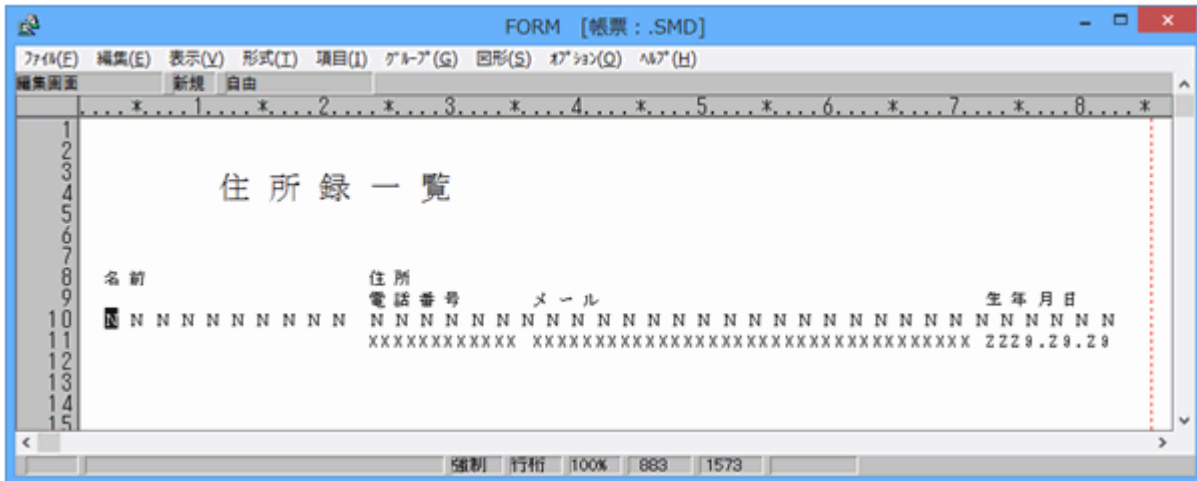 FORM [帳票：.SMD]
ﾌｧｲﾙ(F) 編集(E) 表示(V) 形式(T) 項目(I) ｸﾞﾙｰﾌﾟ(G) 図形(S) ｵﾌﾟｼｮﾝ(O) ﾍﾙﾌﾟ(H)
編集画面 新規 自由
....*....1....*....2....*....3....*....4....*....5....*....6....*....7....*....8....*
1
2
3
4 住所録一覧
5
6
7
8 名前 住所
9 電話番号 メール 生年月日
10 N N N N N N N N N N N N N N N N N N N N N N N N N N N N N N N N N N N N N N N N
11 XXXXXXXXXXXX XXXXXXXXXXXXXXXXXXXXXXXXXXXXXXXXXXX ZZZ9.Z9.Z9
12
13
14
15
強制 行桁 100% 883 1573